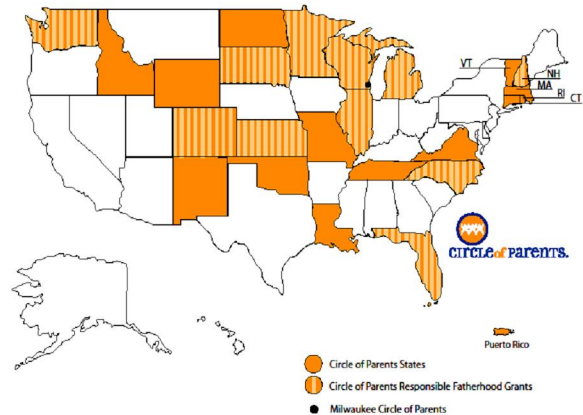 VT
NH
MA
RI
CT
CIRCLE of PARENTS.
Puerto Rico
Circle of Parents States
Circle of Parents Responsible Fatherhood Grants
Milwaukee Circle of Parents